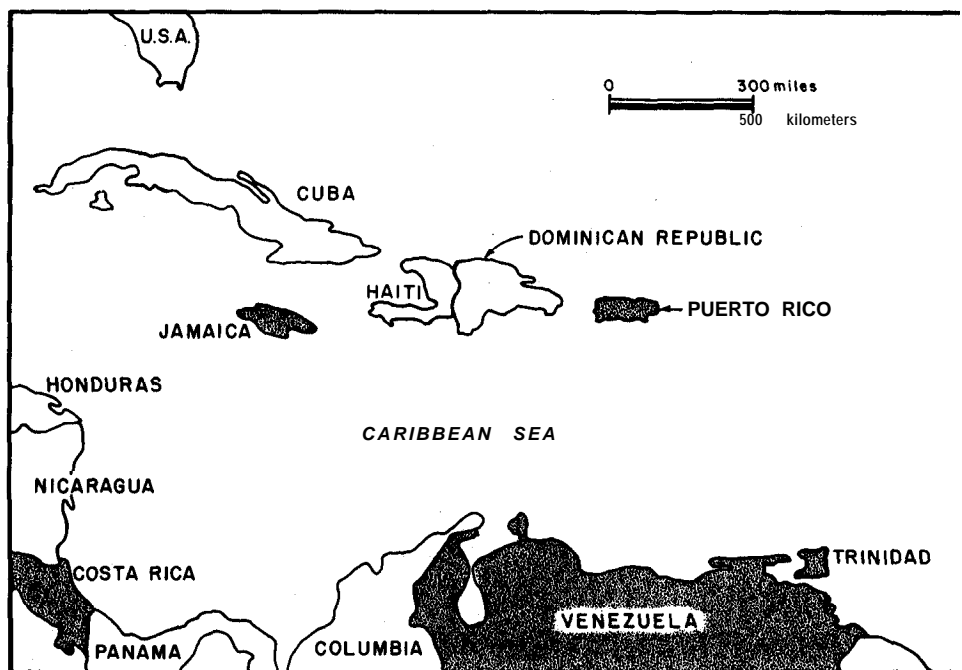 U.S.A.
0 300 miles
500 kilometers
CUBA
DOMINICAN REPUBLIC
HAITI
PUERTO RICO
JAMAICA
HONDURAS
CARIBBEAN SEA
NICARAGUA
TRINIDAD
COSTA RICA
VENEZUELA
PANAMA
COLUMBIA